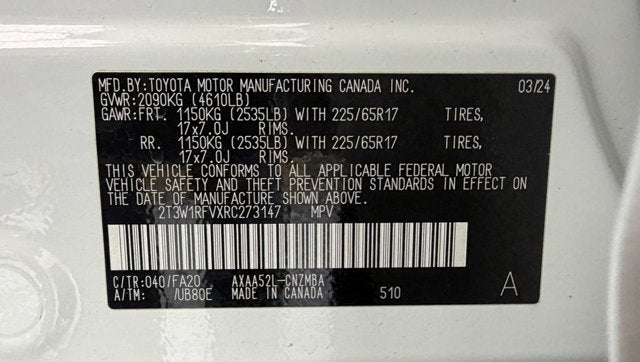 MFD.BY:TOYOTA MOTOR MANUFACTURING CANADA INC. 03/24
GVWR:2090KG (4610LB)
GAWR:FRT. 1150KG (2535LB) WITH 225/65R17 TIRES,
17x7.0J RIMS.
RR. 1150KG (2535LB) WITH 225/65R17 TIRES,
17x7.0J RIMS.
THIS VEHICLE CONFORMS TO ALL APPLICABLE FEDERAL MOTOR
VEHICLE SAFETY AND THEFT PREVENTION STANDARDS IN EFFECT ON
THE DATE OF MANUFACTURE SHOWN ABOVE.
2T3W1RFVXRC273147 MPV
C/TR:040/FA20 AXAA52L-CNZMBA A
A/TM: /UB80E MADE IN CANADA 510